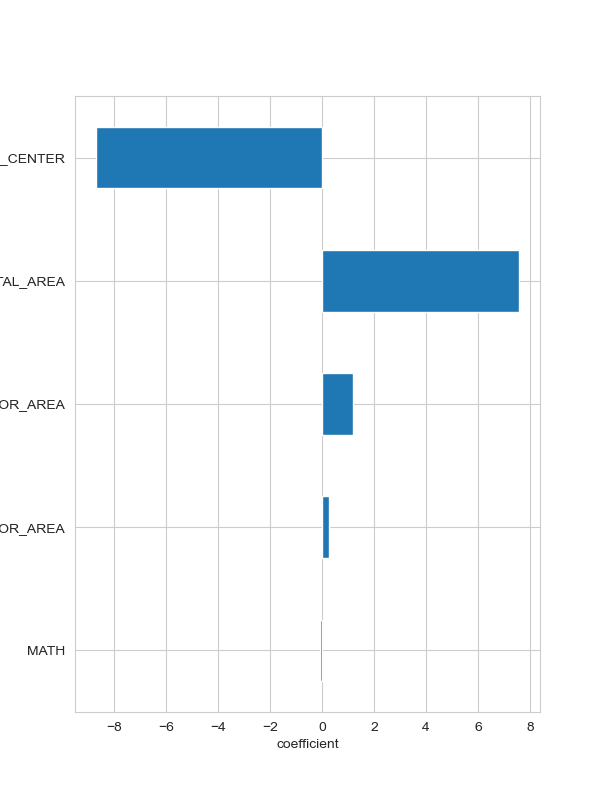 _CENTER
TAL_AREA
OR_AREA
OR_AREA
MATH
−8 −6 −4 −2 0 2 4 6 8
coefficient